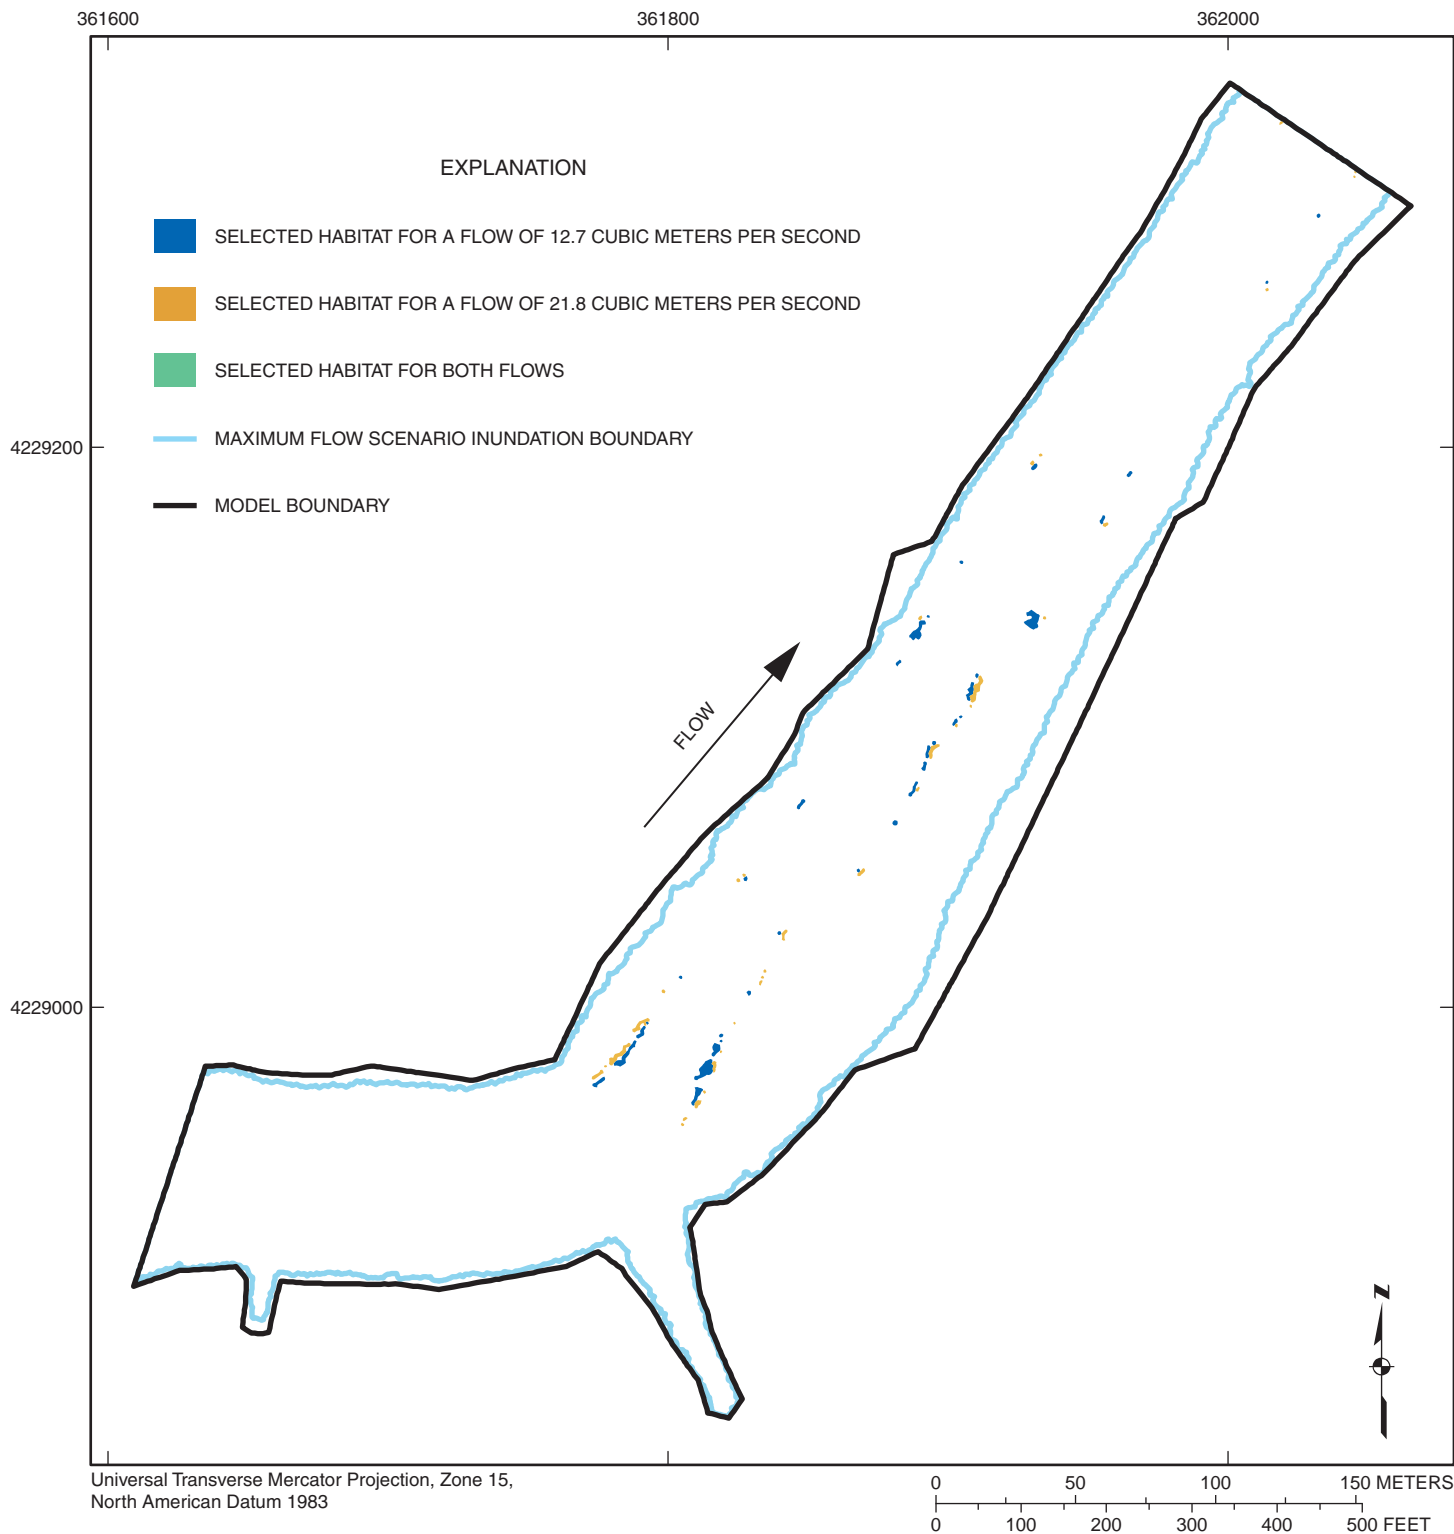 361600 361800 362000
EXPLANATION
SELECTED HABITAT FOR A FLOW OF 12.7 CUBIC METERS PER SECOND
SELECTED HABITAT FOR A FLOW OF 21.8 CUBIC METERS PER SECOND
SELECTED HABITAT FOR BOTH FLOWS
MAXIMUM FLOW SCENARIO INUNDATION BOUNDARY
4229200
MODEL BOUNDARY
FLOW
4229000
N
Universal Transverse Mercator Projection, Zone 15,
North American Datum 1983
0 50 100 150 METERS
0 100 200 300 400 500 FEET